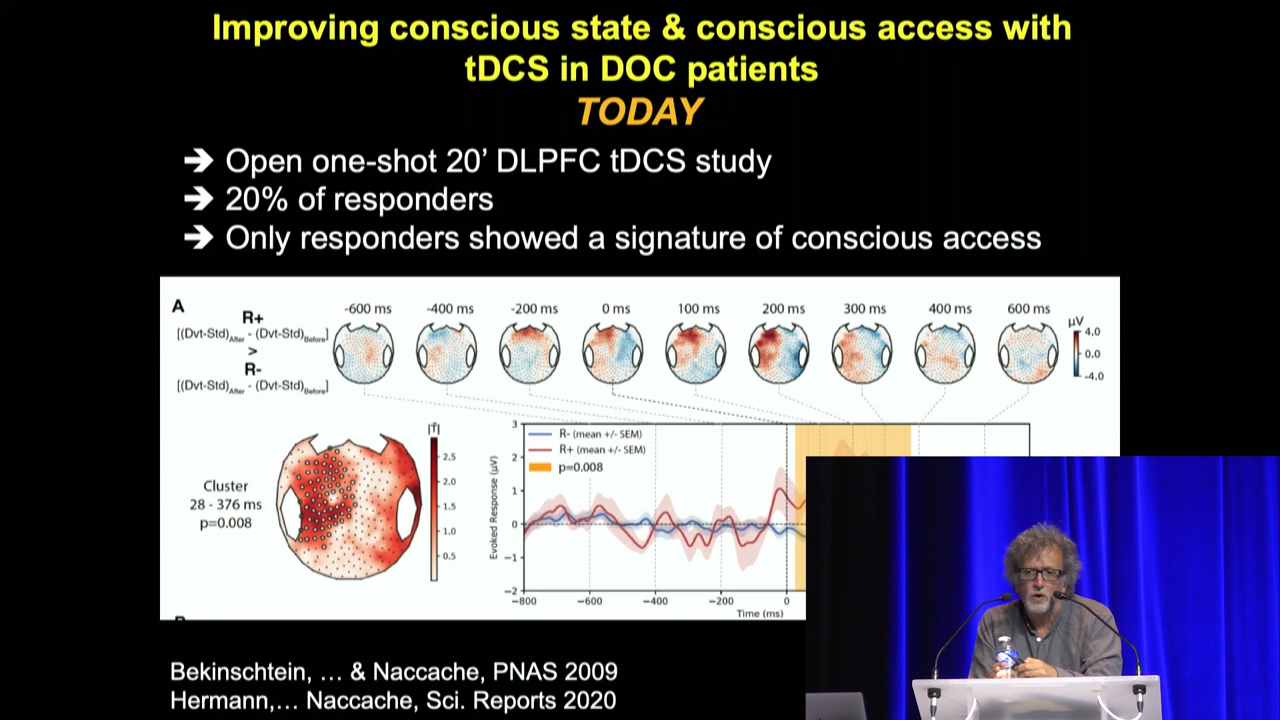 Improving conscious state & conscious access with
tDCS in DOC patients
TODAY
➔ Open one-shot 20’ DLPFC tDCS study
➔ 20% of responders
➔ Only responders showed a signature of conscious access
A
R+
[(Dvt-Std)After - (Dvt-Std)Before]
>
R-
[(Dvt-Std)After - (Dvt-Std)Before]
-600 ms -400 ms -200 ms 0 ms 100 ms 200 ms 300 ms 400 ms 600 ms
μV
4.0
0.0
-4.0
Cluster
28 - 376 ms
p=0.008
|T|
2.5
2.0
1.5
1.0
0.5
Evoked Response (μV)
3
2
1
0
−1
−2
R- (mean +/- SEM)
R+ (mean +/- SEM)
p=0.008
−800 −600 −400 −200 0
Time (ms)
Bekinschtein, … & Naccache, PNAS 2009
Hermann,… Naccache, Sci. Reports 2020